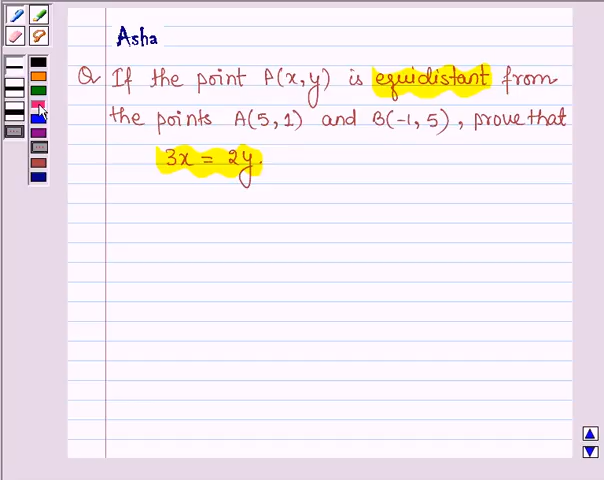 Asha
Q If the point P(x,y) is equidistant from
the points A(5,1) and B(-1,5), prove that
3x = 2y.